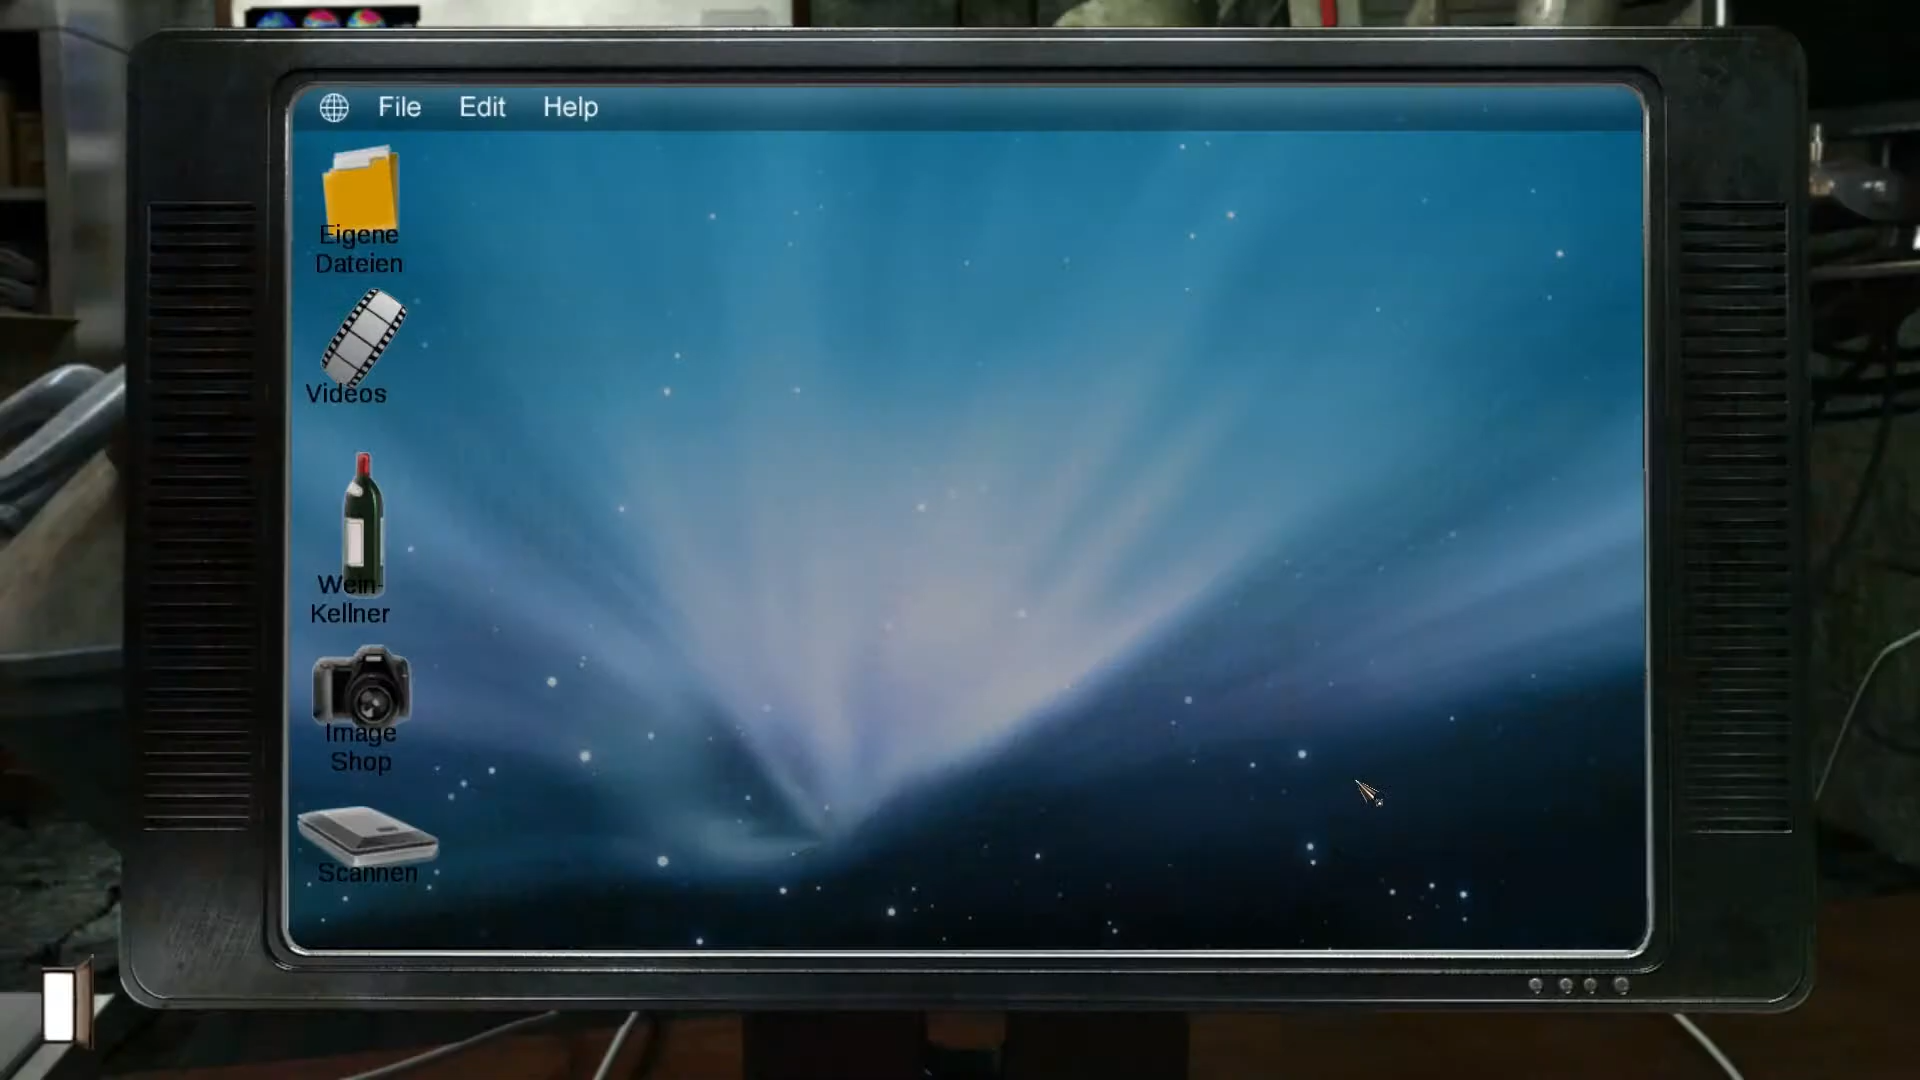 File Edit Help
Eigene
Dateien
Videos
Wein-
Kellner
Image
Shop
Scannen